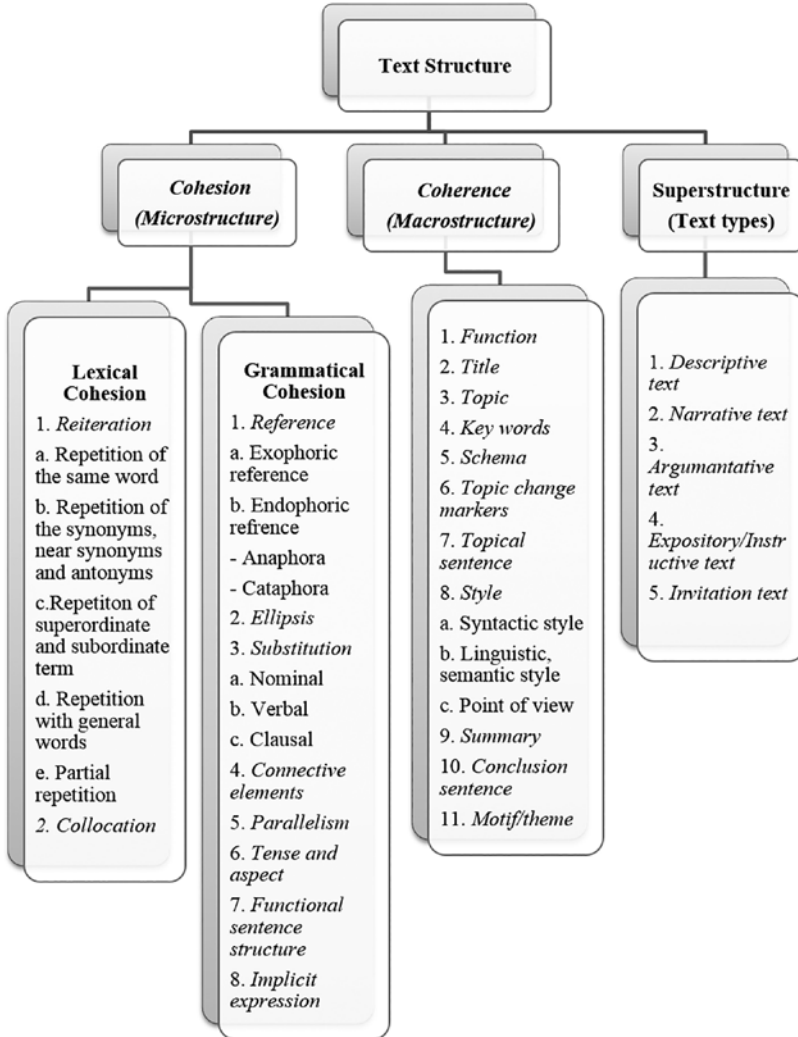 Text Structure
Cohesion
(Microstructure)
Coherence
(Macrostructure)
Superstructure
(Text types)
Lexical
Cohesion
1. Reiteration
a. Repetition of
the same word
b. Repetition of
the synonyms,
near synonyms
and antonyms
c.Repetiton of
superordinate
and subordinate
term
d. Repetition
with general
words
e. Partial
repetition
2. Collocation
Grammatical
Cohesion
1. Reference
a. Exophoric
reference
b. Endophoric
refrence
- Anaphora
- Cataphora
2. Ellipsis
3. Substitution
a. Nominal
b. Verbal
c. Clausal
4. Connective
elements
5. Parallelism
6. Tense and
aspect
7. Functional
sentence
structure
8. Implicit
expression
1. Function
2. Title
3. Topic
4. Key words
5. Schema
6. Topic change
markers
7. Topical
sentence
8. Style
a. Syntactic style
b. Linguistic,
semantic style
c. Point of view
9. Summary
10. Conclusion
sentence
11. Motif/theme
1. Descriptive
text
2. Narrative text
3.
Argumantative
text
4.
Expository/Instr
uctive text
5. Invitation text